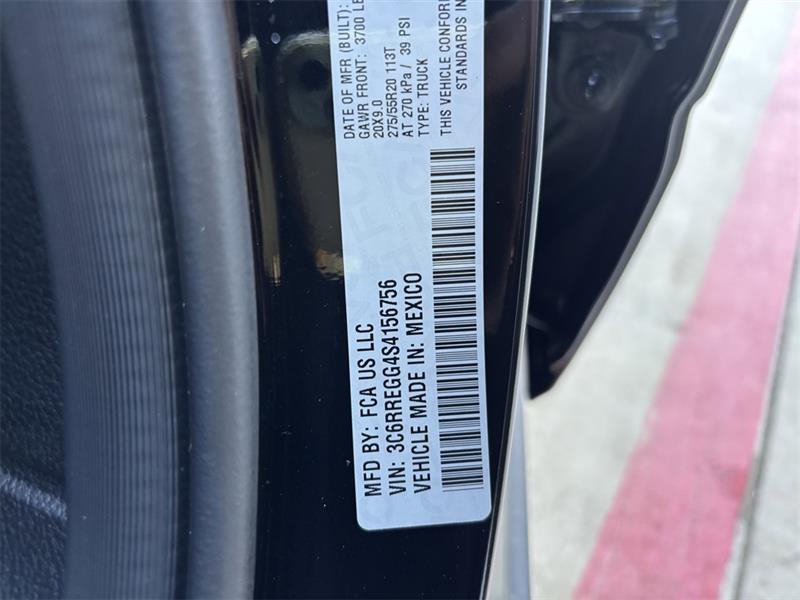 DATE OF MFR (BUILT):
GAWR FRONT: 3700 LB
20X9.0
275/55R20 113T
AT 270 kPa / 39 PSI
TYPE: TRUCK
THIS VEHICLE CONFOR
STANDARDS IN
MFD BY: FCA US LLC
VIN: 3C6RREGG4S4156756
VEHICLE MADE IN: MEXICO